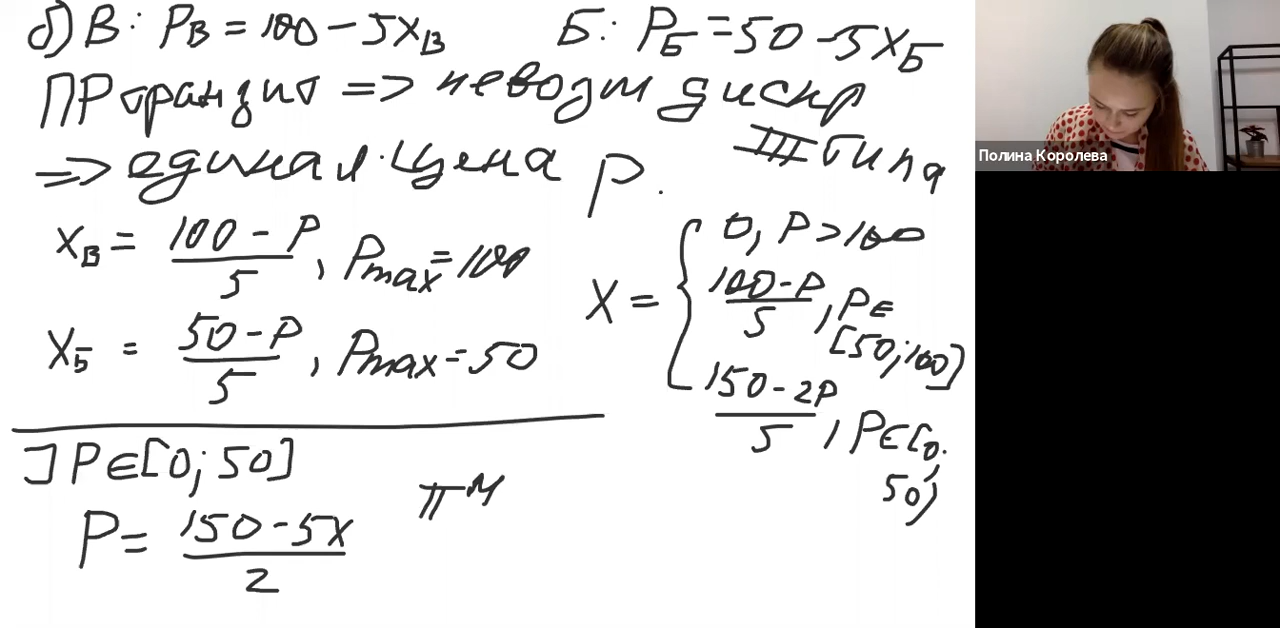 б) В: P_В = 100 - 5x_В    Б: P_Б = 50 - 5x_Б
ПР транзит => невозм дискр III типа
=> единая цена P.
x_В = (100 - P)/5, Pmax = 100
x_Б = (50 - P)/5, Pmax = 50
X = { 0, P > 100
(100 - P)/5, P ∈ [50; 100]
(150 - 2P)/5, P ∈ [0; 50)
] P ∈ [0; 50]
P = (150 - 5x)/2    π^M
Полина Королева